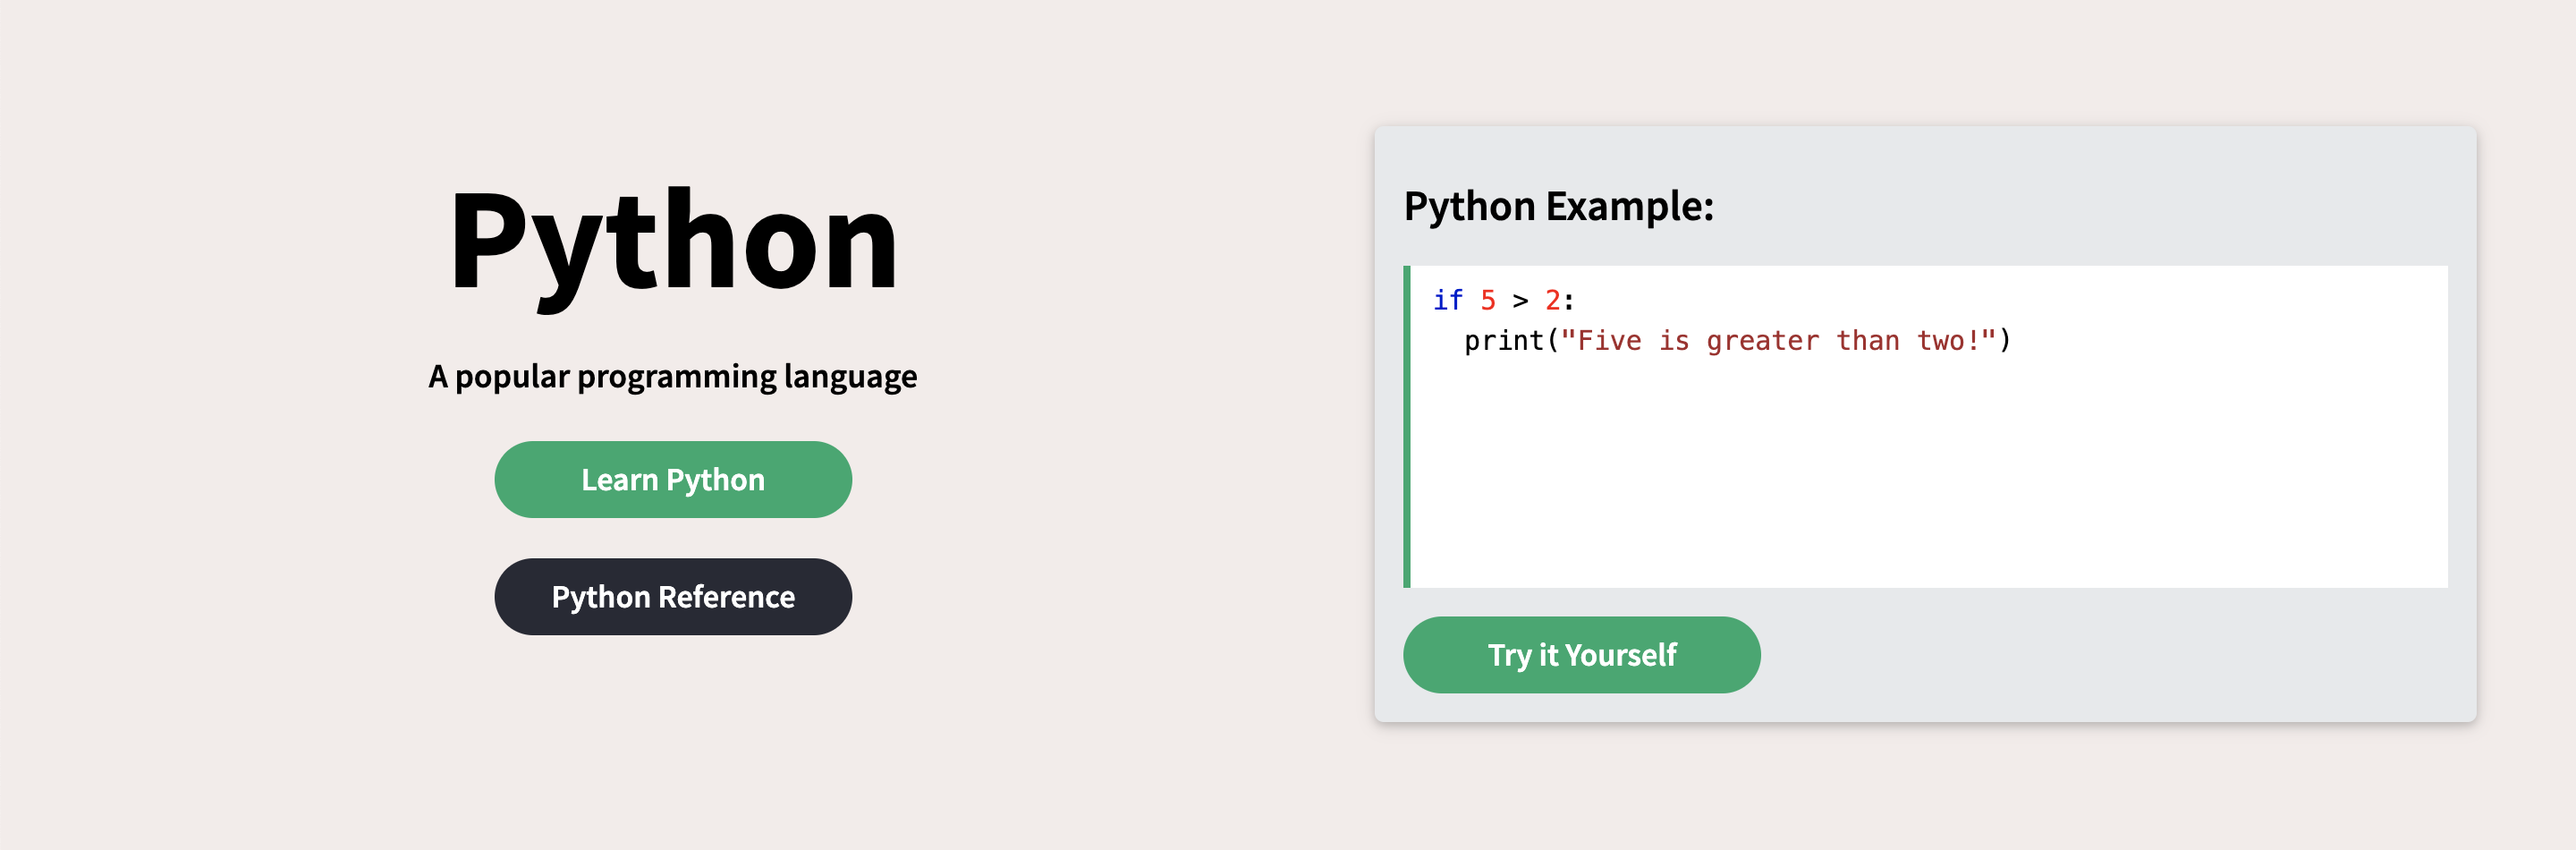 Python
A popular programming language
Learn Python
Python Reference
Python Example:
if 5 > 2:
  print("Five is greater than two!")
Try it Yourself